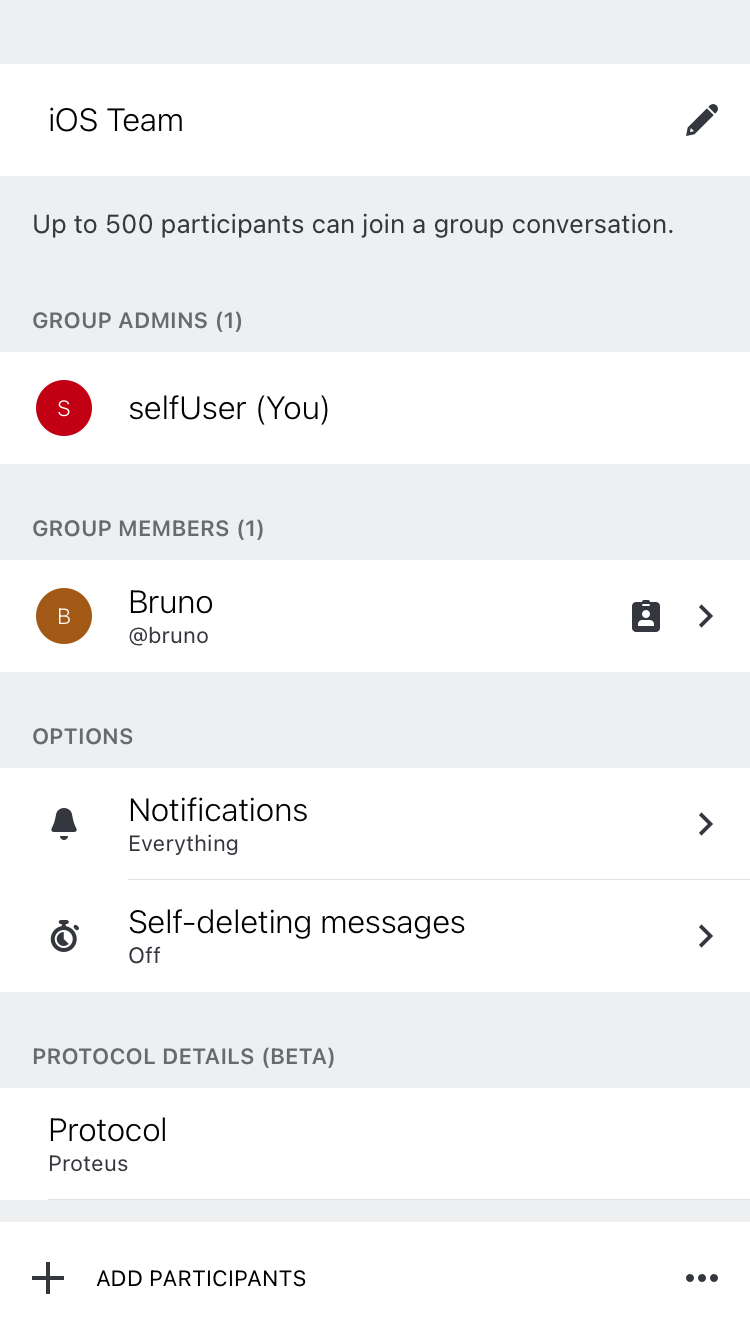 iOS Team
Up to 500 participants can join a group conversation.
GROUP ADMINS (1)
S
selfUser (You)
GROUP MEMBERS (1)
B
Bruno
@bruno
OPTIONS
Notifications
Everything
Self-deleting messages
Off
PROTOCOL DETAILS (BETA)
Protocol
Proteus
ADD PARTICIPANTS